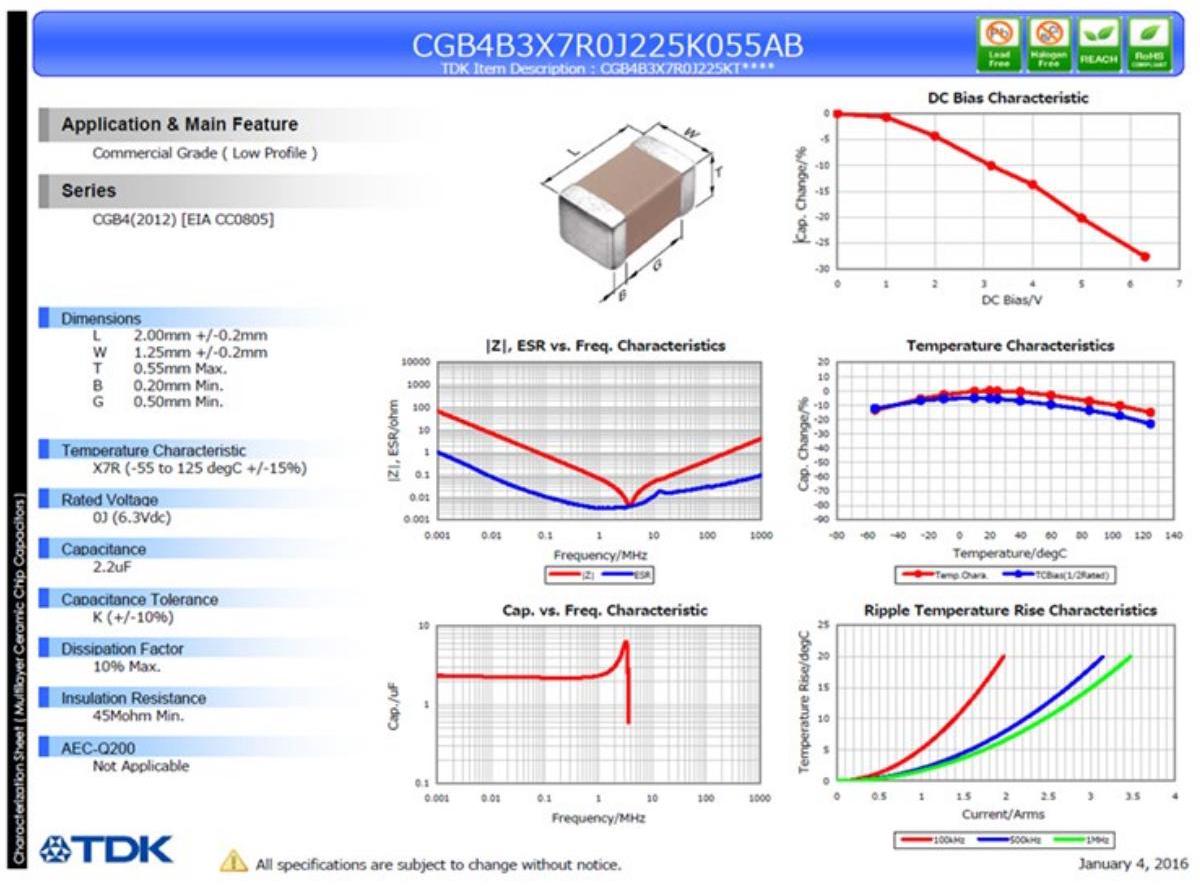 CGB4B3X7R0J225K055AB
TDK Item Description : CGB4B3X7R0J225KT****
Lead Free
Halogen Free
REACH
RoHS COMPLIANT
Application & Main Feature
Commercial Grade ( Low Profile )
Series
CGB4(2012) [EIA CC0805]
Dimensions
L 2.00mm +/-0.2mm
W 1.25mm +/-0.2mm
T 0.55mm Max.
B 0.20mm Min.
G 0.50mm Min.
Temperature Characteristic
X7R (-55 to 125 degC +/-15%)
Rated Voltage
0J (6.3Vdc)
Capacitance
2.2uF
Capacitance Tolerance
K (+/-10%)
Dissipation Factor
10% Max.
Insulation Resistance
45Mohm Min.
AEC-Q200
Not Applicable
L
W
T
G
B
DC Bias Characteristic
Cap. Change/%
0
-5
-10
-15
-20
-25
-30
0 1 2 3 4 5 6 7
DC Bias/V
|Z|, ESR vs. Freq. Characteristics
|Z|, ESR/ohm
10000
1000
100
10
1
0.1
0.01
0.001
0.001 0.01 0.1 1 10 100 1000
Frequency/MHz
|Z| ESR
Temperature Characteristics
Cap. Change/%
20
10
0
-10
-20
-30
-40
-50
-60
-70
-80
-90
-80 -60 -40 -20 0 20 40 60 80 100 120 140
Temperature/degC
Temp.Chara. TCBias(1/2Rated)
Cap. vs. Freq. Characteristic
Cap./uF
10
1
0.1
0.001 0.01 0.1 1 10 100 1000
Frequency/MHz
Ripple Temperature Rise Characteristics
Temperature Rise/degC
25
20
15
10
5
0
0 0.5 1 1.5 2 2.5 3 3.5 4
Current/Arms
100kHz 500kHz 1MHz
Characterization Sheet ( Multilayer Ceramic Chip Capacitors )
TDK
All specifications are subject to change without notice.
January 4, 2016